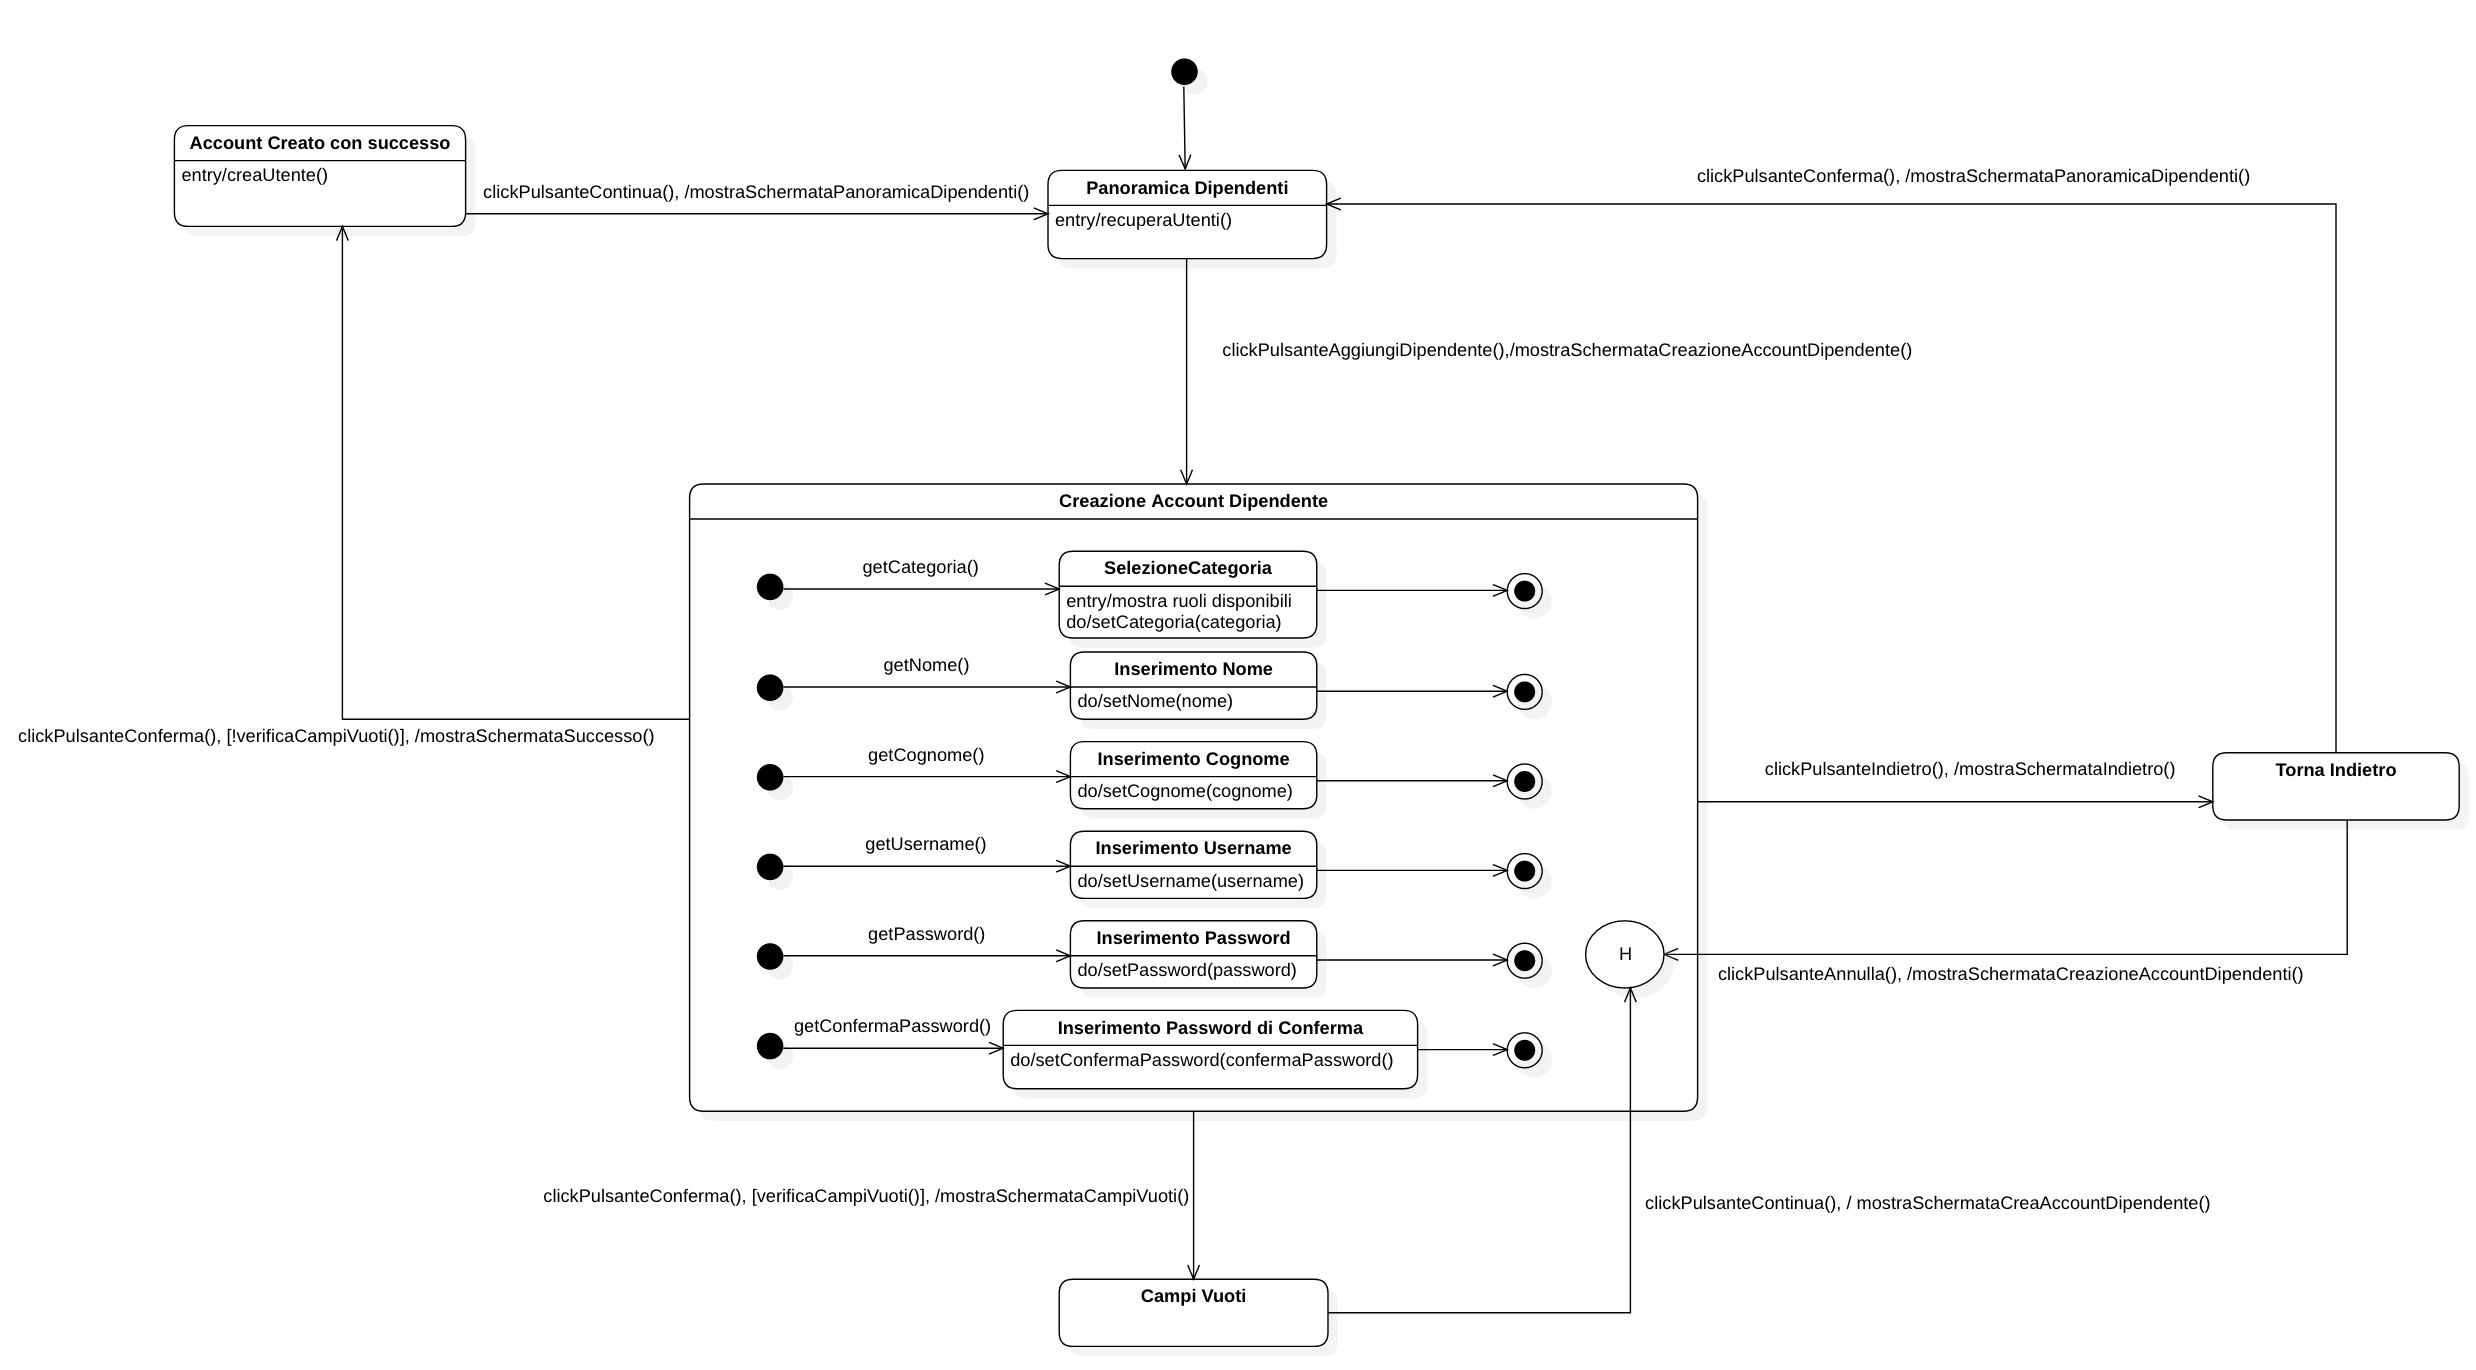 Account Creato con successo
entry/creaUtente()
clickPulsanteContinua(), /mostraSchermataPanoramicaDipendenti()
Panoramica Dipendenti
entry/recuperaUtenti()
clickPulsanteConferma(), /mostraSchermataPanoramicaDipendenti()
clickPulsanteAggiungiDipendente(),/mostraSchermataCreazioneAccountDipendente()
Creazione Account Dipendente
getCategoria()
SelezioneCategoria
entry/mostra ruoli disponibili
do/setCategoria(categoria)
getNome()
Inserimento Nome
do/setNome(nome)
clickPulsanteConferma(), [!verificaCampiVuoti()], /mostraSchermataSuccesso()
getCognome()
Inserimento Cognome
do/setCognome(cognome)
clickPulsanteIndietro(), /mostraSchermataIndietro()
Torna Indietro
getUsername()
Inserimento Username
do/setUsername(username)
getPassword()
Inserimento Password
do/setPassword(password)
H
clickPulsanteAnnulla(), /mostraSchermataCreazioneAccountDipendenti()
getConfermaPassword()
Inserimento Password di Conferma
do/setConfermaPassword(confermaPassword()
clickPulsanteConferma(), [verificaCampiVuoti()], /mostraSchermataCampiVuoti()
clickPulsanteContinua(), / mostraSchermataCreaAccountDipendente()
Campi Vuoti